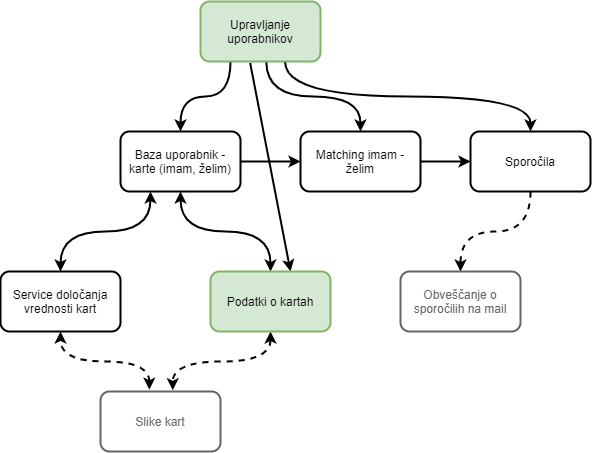 Upravljanje
uporabnikov
Baza uporabnik -
karte (imam, želim)
Matching imam -
želim
Sporočila
Service določanja
vrednosti kart
Podatki o kartah
Obveščanje o
sporočilih na mail
Slike kart